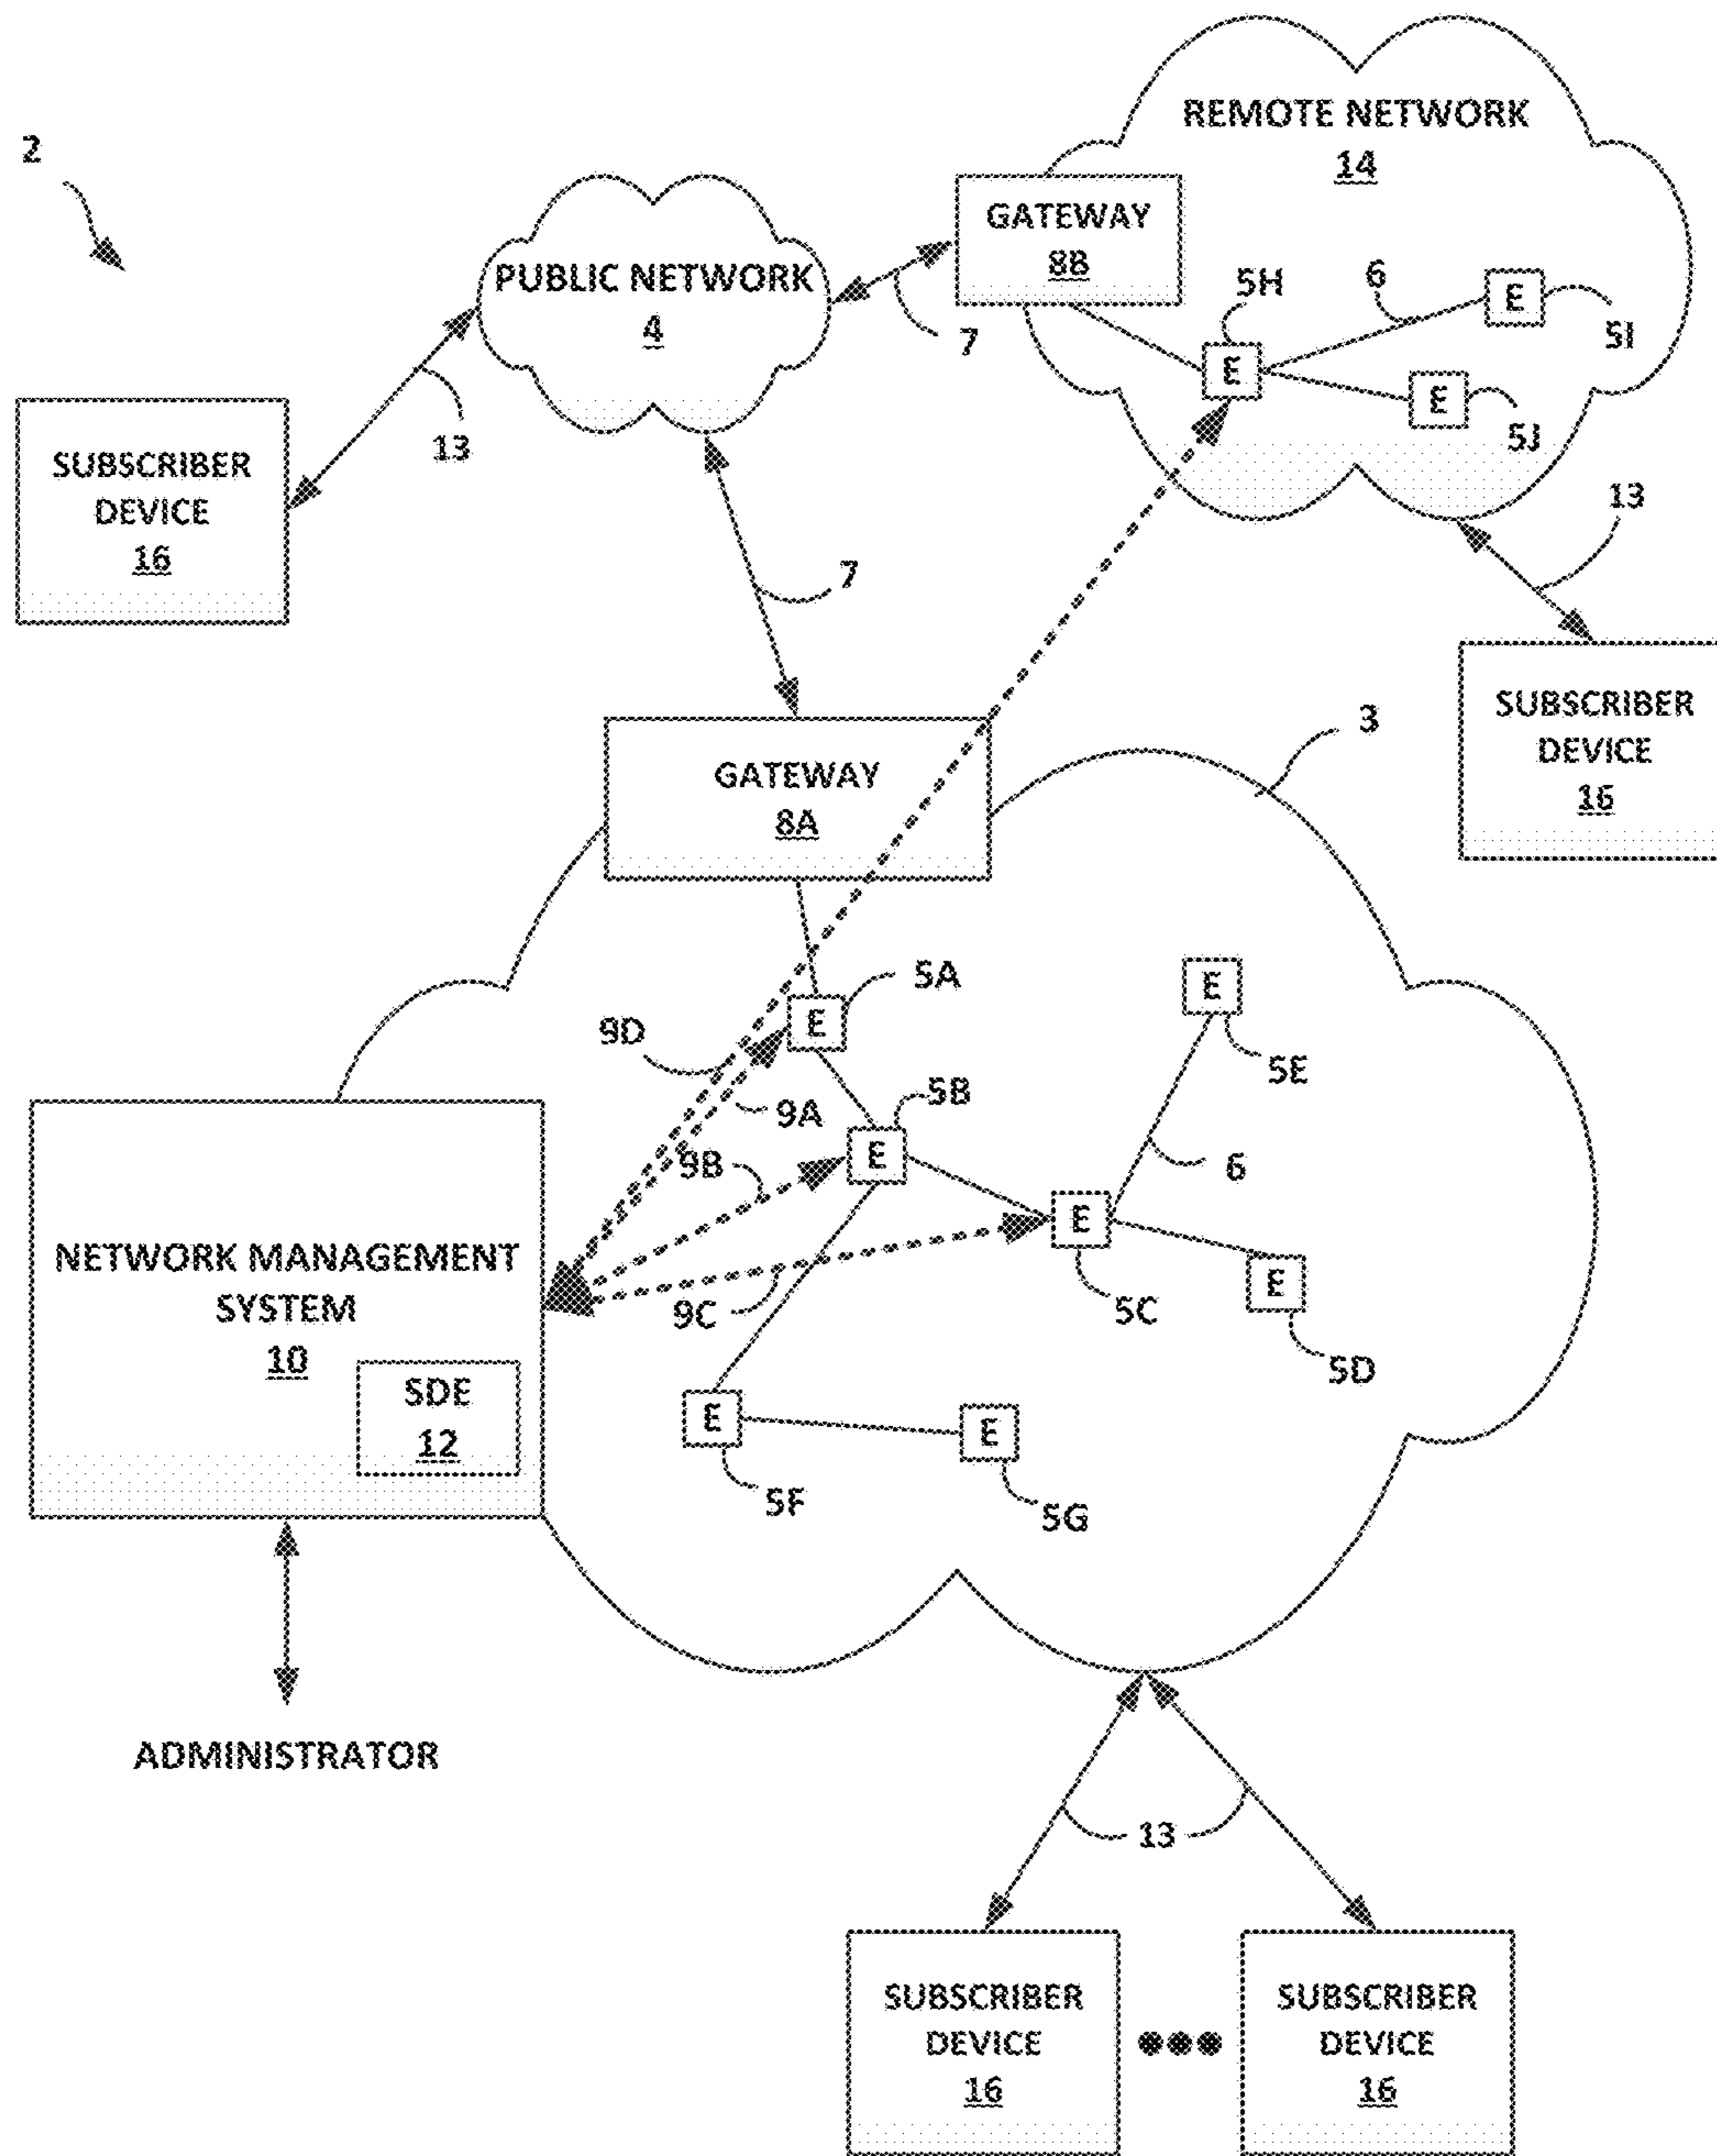 2
REMOTE NETWORK
14
GATEWAY
8B
PUBLIC NETWORK
4
5H
6
E
5I
7
E
E
5J
13
SUBSCRIBER
DEVICE
16
13
7
SUBSCRIBER
DEVICE
16
3
GATEWAY
8A
5A
E
E
9D
5E
5B
9A
E
9B
6
E
NETWORK MANAGEMENT
SYSTEM
10
9C
5C
E
5D
SDE
12
E
E
5F
5G
ADMINISTRATOR
13
SUBSCRIBER
DEVICE
16
SUBSCRIBER
DEVICE
16